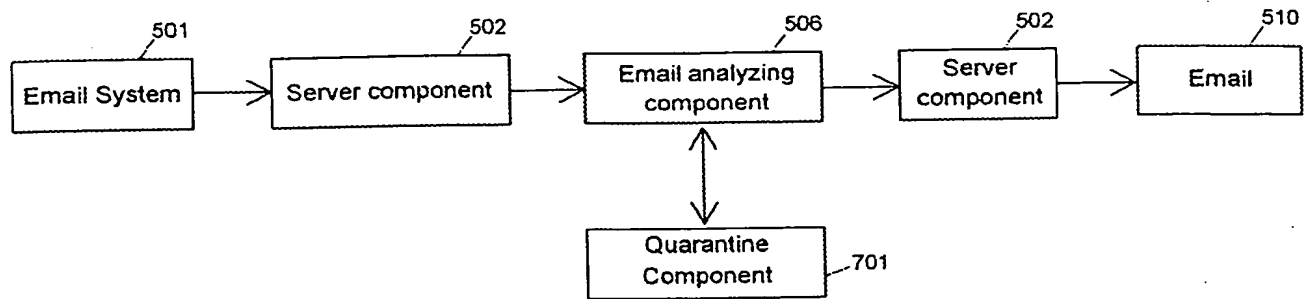 501
502
506
502
510
Email System
Server component
Email analyzing
component
Server
component
Email
Quarantine
Component
701